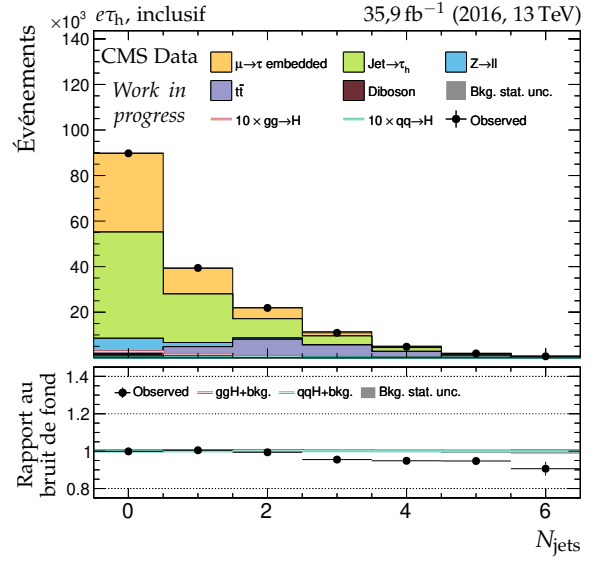 eτh, inclusif 35,9 fb−1 (2016, 13 TeV)
×10³
Événements
140
120
100
80
60
40
20
CMS Data
Work in
progress
μ→τ embedded Jet→τh Z→ll
tt̄ Diboson Bkg. stat. unc.
10 × gg→H 10 × qq→H Observed
Rapport au
bruit de fond
1.4
1.2
1
0.8
Observed ggH+bkg. qqH+bkg. Bkg. stat. unc.
0 2 4 6
Njets